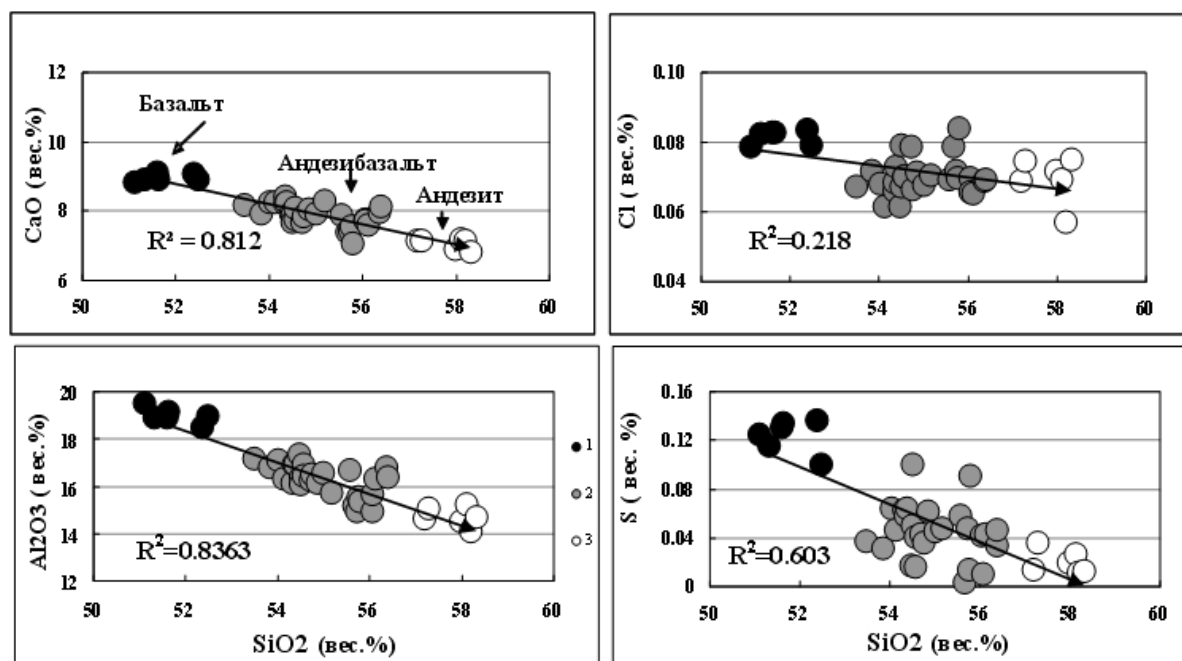 CaO (вес.%)
12
10
8
6
Базальт
Андезибазальт
Андезит
R² = 0.812
50 52 54 56 58 60
Cl ( вес.%)
0.10
0.08
0.06
0.04
R²=0.218
50 52 54 56 58 60
Al2O3 ( вес.%)
20
18
16
14
12
R²=0.8363
50 52 54 56 58 60
SiO2 (вес.%)
1
2
3
S ( вес. %)
0.16
0.12
0.08
0.04
0
R²=0.603
50 52 54 56 58 60
SiO2 (вес.%)